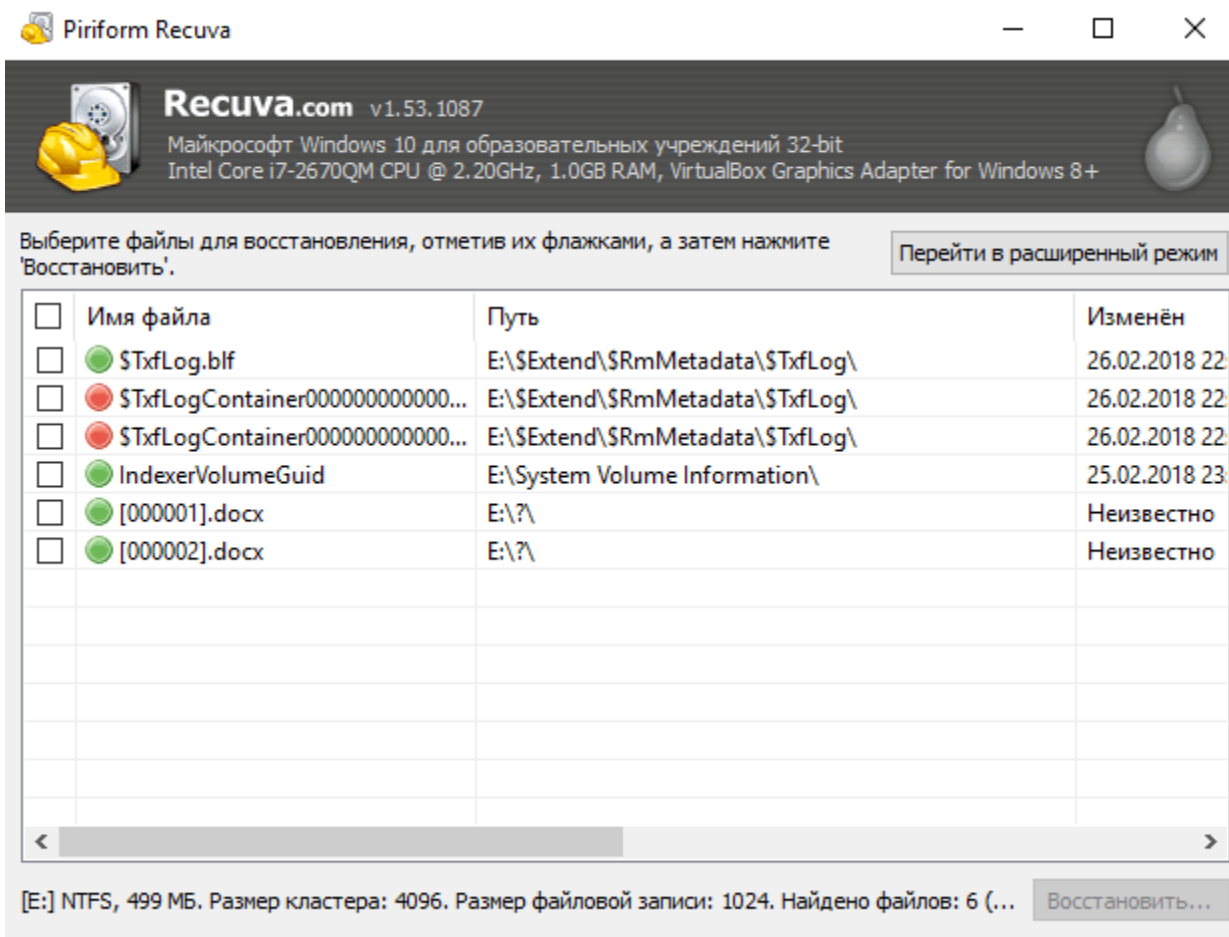 Piriform Recuva
Recuva.com v1.53.1087
Майкрософт Windows 10 для образовательных учреждений 32-bit
Intel Core i7-2670QM CPU @ 2.20GHz, 1.0GB RAM, VirtualBox Graphics Adapter for Windows 8+
Выберите файлы для восстановления, отметив их флажками, а затем нажмите
'Восстановить'.
Перейти в расширенный режим
Имя файла Путь Изменён
$TxfLog.blf E:\$Extend\$RmMetadata\$TxfLog\ 26.02.2018 22:
$TxfLogContainer000000000000... E:\$Extend\$RmMetadata\$TxfLog\ 26.02.2018 22:
$TxfLogContainer000000000000... E:\$Extend\$RmMetadata\$TxfLog\ 26.02.2018 22:
IndexerVolumeGuid E:\System Volume Information\ 25.02.2018 23:
[000001].docx E:\?\ Неизвестно
[000002].docx E:\?\ Неизвестно
[E:] NTFS, 499 МБ. Размер кластера: 4096. Размер файловой записи: 1024. Найдено файлов: 6 (... Восстановить...